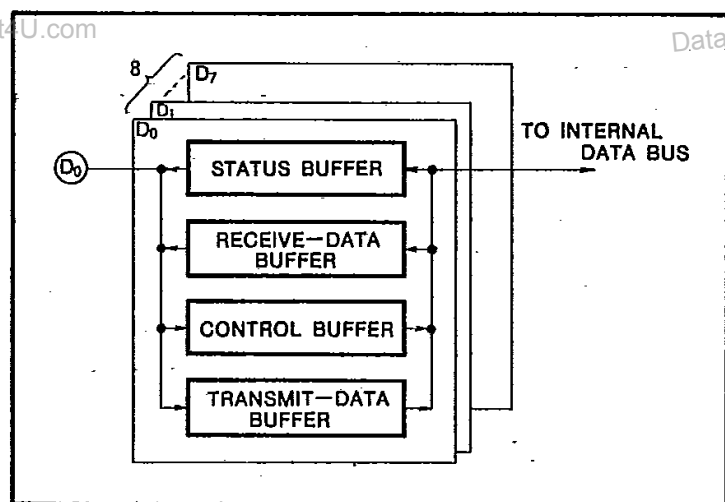 t4U.com
Data
8
D7
D1
D0
D0
TO INTERNAL
DATA BUS
STATUS BUFFER
RECEIVE-DATA
BUFFER
CONTROL BUFFER
TRANSMIT-DATA
BUFFER